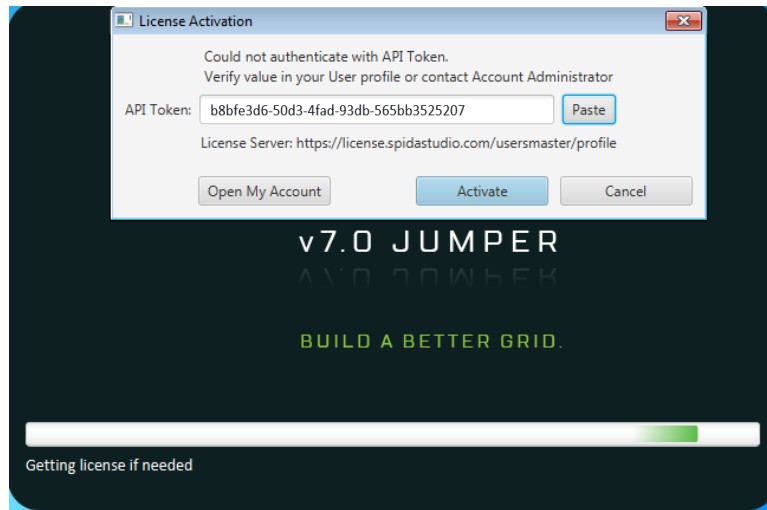 License Activation
Could not authenticate with API Token.
Verify value in your User profile or contact Account Administrator
API Token: b8bfe3d6-50d3-4fad-93db-565bb3525207 Paste
License Server: https://license.spidastudio.com/usersmaster/profile
Open My Account Activate Cancel
v7.0 JUMPER
BUILD A BETTER GRID.
Getting license if needed